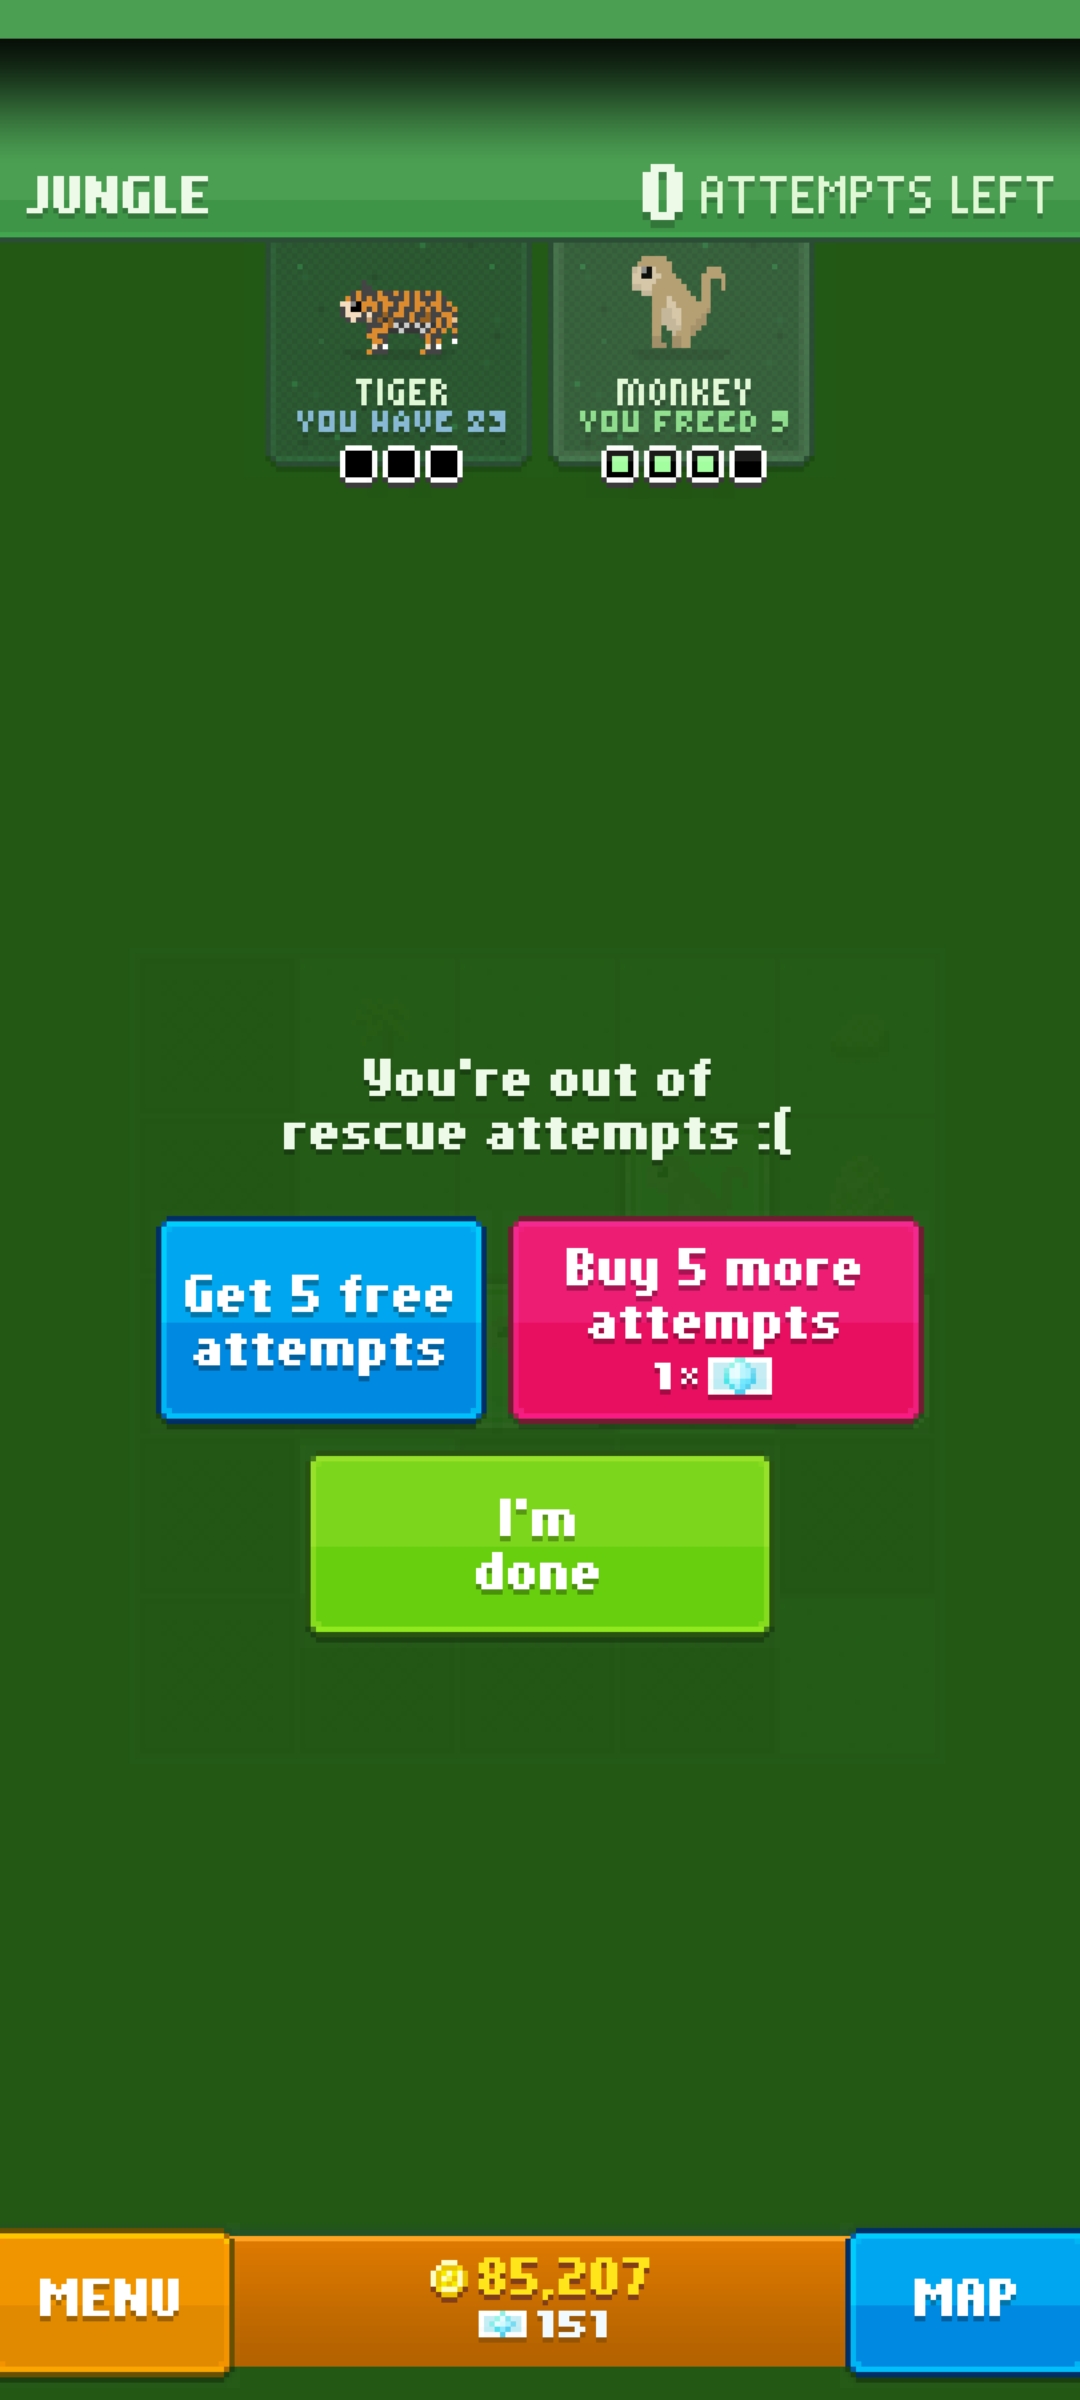 JUNGLE
0 ATTEMPTS LEFT
TIGER
YOU HAVE 23
MONKEY
YOU FREED 9
You're out of
rescue attempts :(
Get 5 free
attempts
Buy 5 more
attempts
1×
I'm
done
MENU
85,207
151
MAP